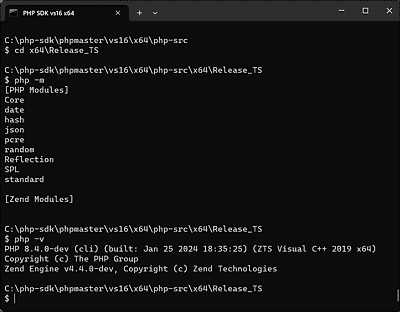 PHP SDK vs16 x64
C:\php-sdk\phpmaster\vs16\x64\php-src
$ cd x64\Release_TS
C:\php-sdk\phpmaster\vs16\x64\php-src\x64\Release_TS
$ php -m
[PHP Modules]
Core
date
hash
json
pcre
random
Reflection
SPL
standard
[Zend Modules]
C:\php-sdk\phpmaster\vs16\x64\php-src\x64\Release_TS
$ php -v
PHP 8.4.0-dev (cli) (built: Jan 25 2024 18:35:25) (ZTS Visual C++ 2019 x64)
Copyright (c) The PHP Group
Zend Engine v4.4.0-dev, Copyright (c) Zend Technologies
C:\php-sdk\phpmaster\vs16\x64\php-src\x64\Release_TS
$